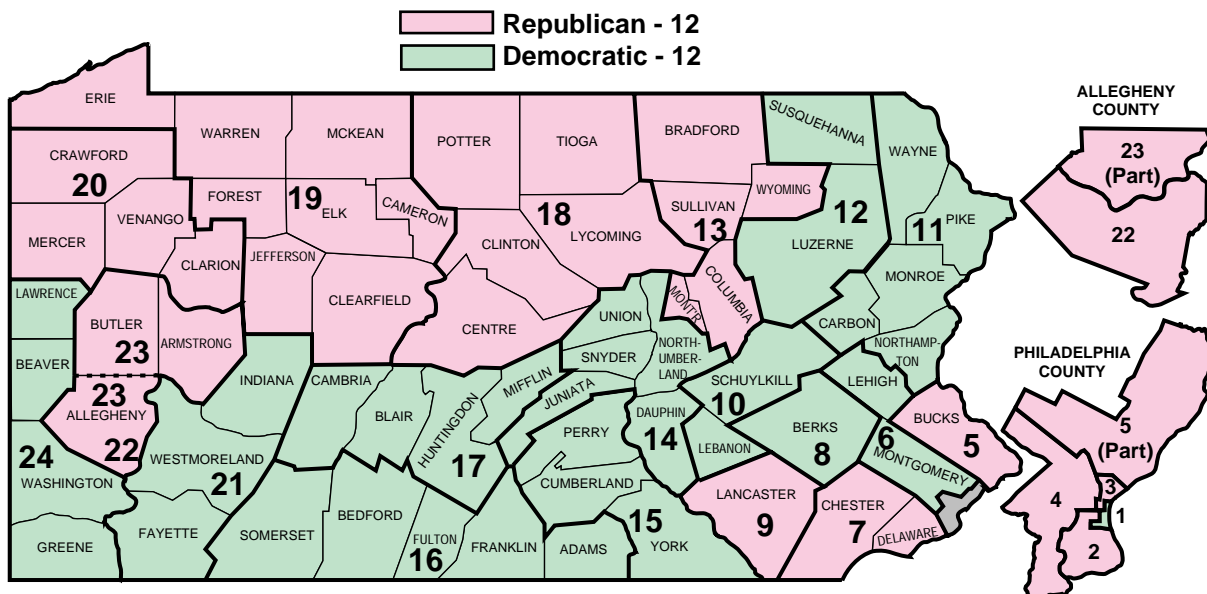 Republican - 12
Democratic - 12
ERIE
WARREN
MCKEAN
POTTER
TIOGA
BRADFORD
SUSQUEHANNA
WAYNE
CRAWFORD
20
FOREST
19
ELK
CAMERON
SULLIVAN
13
WYOMING
12
11
PIKE
MERCER
VENANGO
CLARION
JEFFERSON
CLINTON
18
LYCOMING
LUZERNE
MONROE
LAWRENCE
BUTLER
23
ARMSTRONG
CLEARFIELD
CENTRE
UNION
MONT'R
COLUMBIA
CARBON
NORTHAMP-
TON
BEAVER
23
ALLEGHENY
22
INDIANA
CAMBRIA
BLAIR
HUNTINGDON
17
MIFFLIN
JUNIATA
SNYDER
NORTH-
UMBER-
LAND
SCHUYLKILL
10
LEHIGH
24
WASHINGTON
WESTMORELAND
21
PERRY
DAUPHIN
14
LEBANON
BERKS
8
6
MONTGOMERY
BUCKS
5
GREENE
FAYETTE
SOMERSET
BEDFORD
FULTON
16
FRANKLIN
CUMBERLAND
ADAMS
15
YORK
LANCASTER
9
CHESTER
7
DELAWARE
ALLEGHENY
COUNTY
23
(Part)
22
PHILADELPHIA
COUNTY
5
(Part)
4
3
1
2